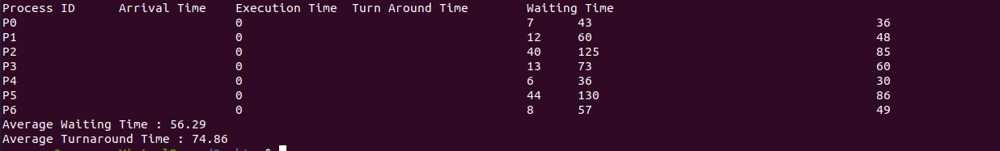 Process ID Arrival Time Execution Time Turn Around Time Waiting Time
P0 0 7 43 36
P1 0 12 60 48
P2 0 40 125 85
P3 0 13 73 60
P4 0 6 36 30
P5 0 44 130 86
P6 0 8 57 49
Average Waiting Time : 56.29
Average Turnaround Time : 74.86